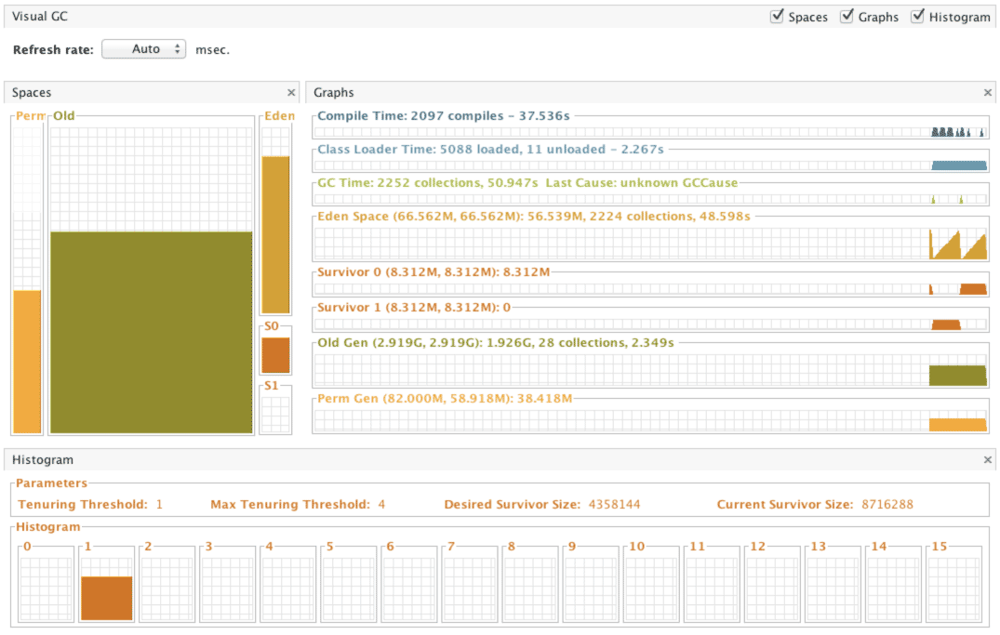 Visual GC
Spaces Graphs Histogram
Refresh rate: Auto msec.
Spaces
Perm Old Eden
S0
S1
Graphs
Compile Time: 2097 compiles - 37.536s
Class Loader Time: 5088 loaded, 11 unloaded - 2.267s
GC Time: 2252 collections, 50.947s Last Cause: unknown GCCause
Eden Space (66.562M, 66.562M): 56.539M, 2224 collections, 48.598s
Survivor 0 (8.312M, 8.312M): 8.312M
Survivor 1 (8.312M, 8.312M): 0
Old Gen (2.919G, 2.919G): 1.926G, 28 collections, 2.349s
Perm Gen (82.000M, 58.918M): 38.418M
Histogram
Parameters
Tenuring Threshold: 1 Max Tenuring Threshold: 4 Desired Survivor Size: 4358144 Current Survivor Size: 8716288
Histogram
0 1 2 3 4 5 6 7 8 9 10 11 12 13 14 15